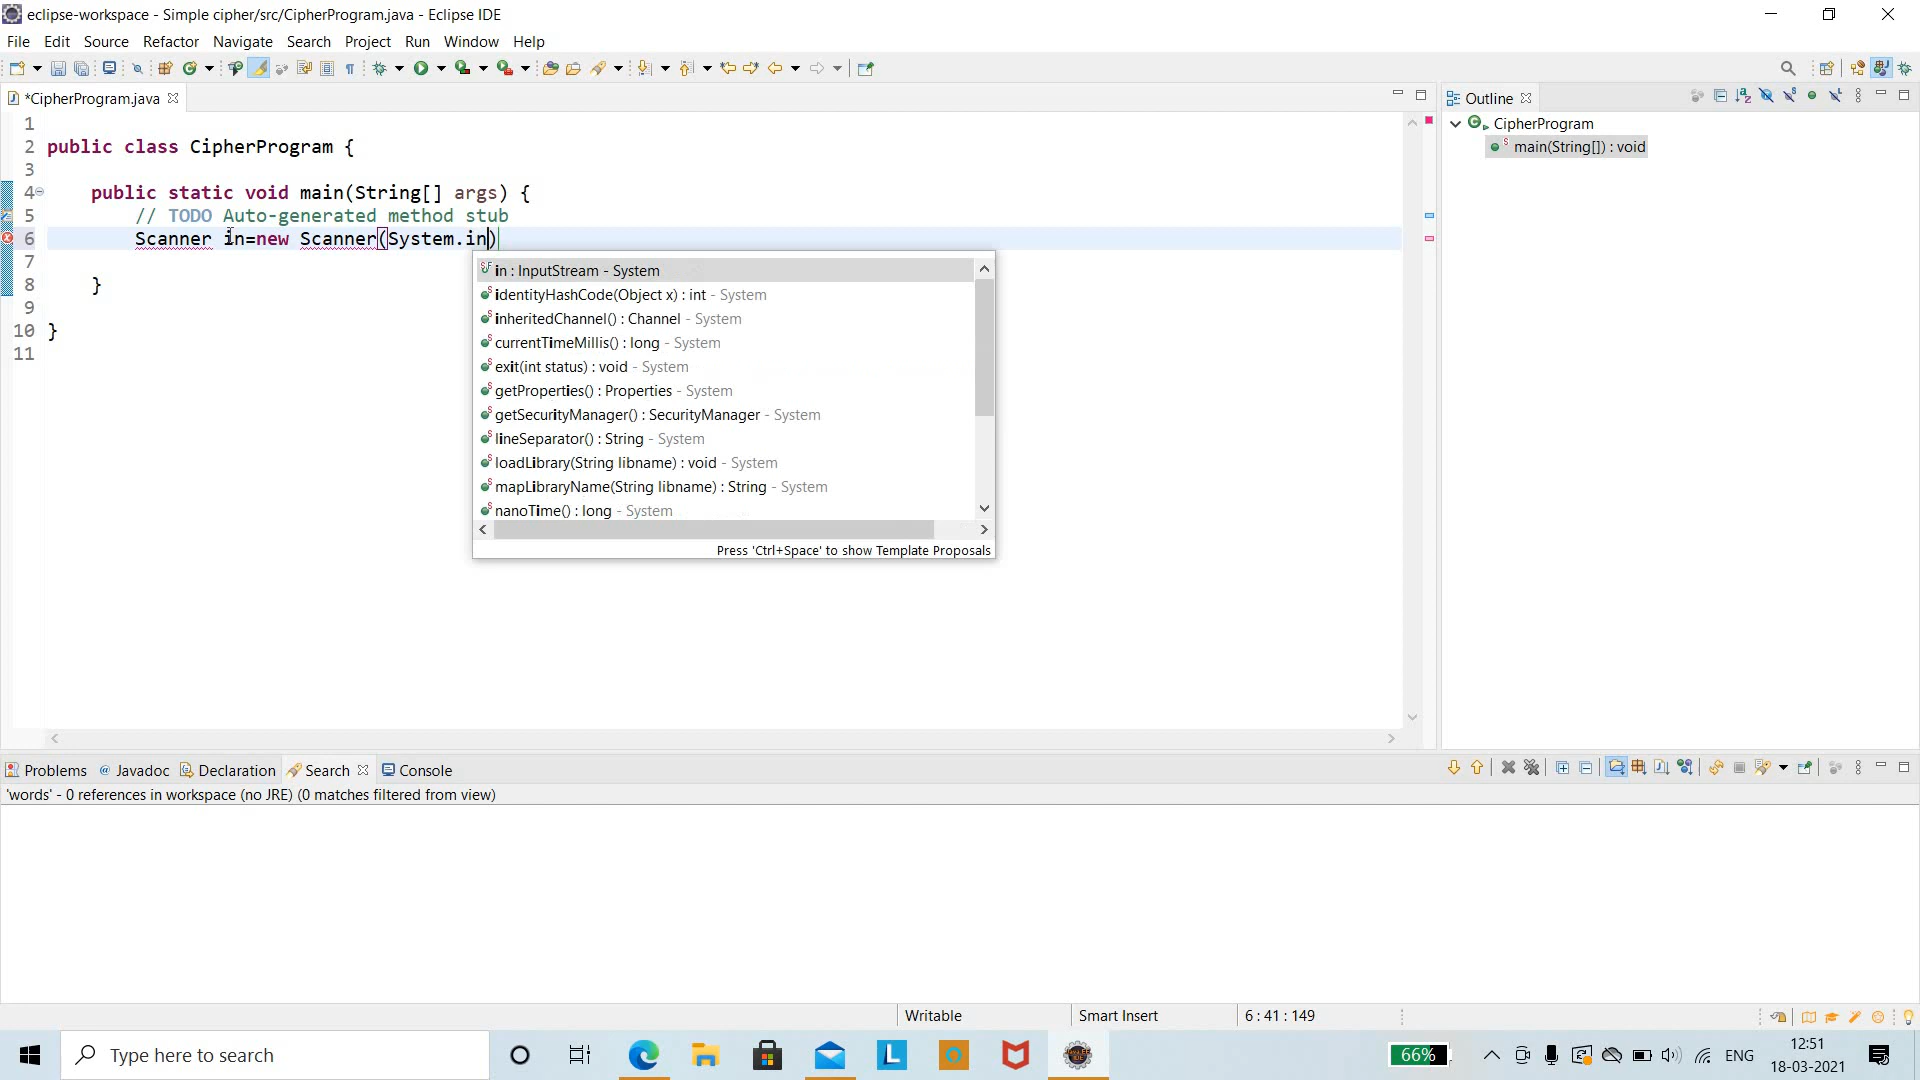 eclipse-workspace - Simple cipher/src/CipherProgram.java - Eclipse IDE
File Edit Source Refactor Navigate Search Project Run Window Help
*CipherProgram.java
Outline
1
2 public class CipherProgram {
3
4 public static void main(String[] args) {
5 // TODO Auto-generated method stub
6 Scanner in=new Scanner(System.in)
7
8 }
9
10 }
11
in : InputStream - System
identityHashCode(Object x) : int - System
inheritedChannel() : Channel - System
currentTimeMillis() : long - System
exit(int status) : void - System
getProperties() : Properties - System
getSecurityManager() : SecurityManager - System
lineSeparator() : String - System
loadLibrary(String libname) : void - System
mapLibraryName(String libname) : String - System
nanoTime() : long - System
Press 'Ctrl+Space' to show Template Proposals
CipherProgram
main(String[]) : void
Problems @ Javadoc Declaration Search Console
'words' - 0 references in workspace (no JRE) (0 matches filtered from view)
Writable Smart Insert 6 : 41 : 149
Type here to search
L
66%
ENG
12:51
18-03-2021